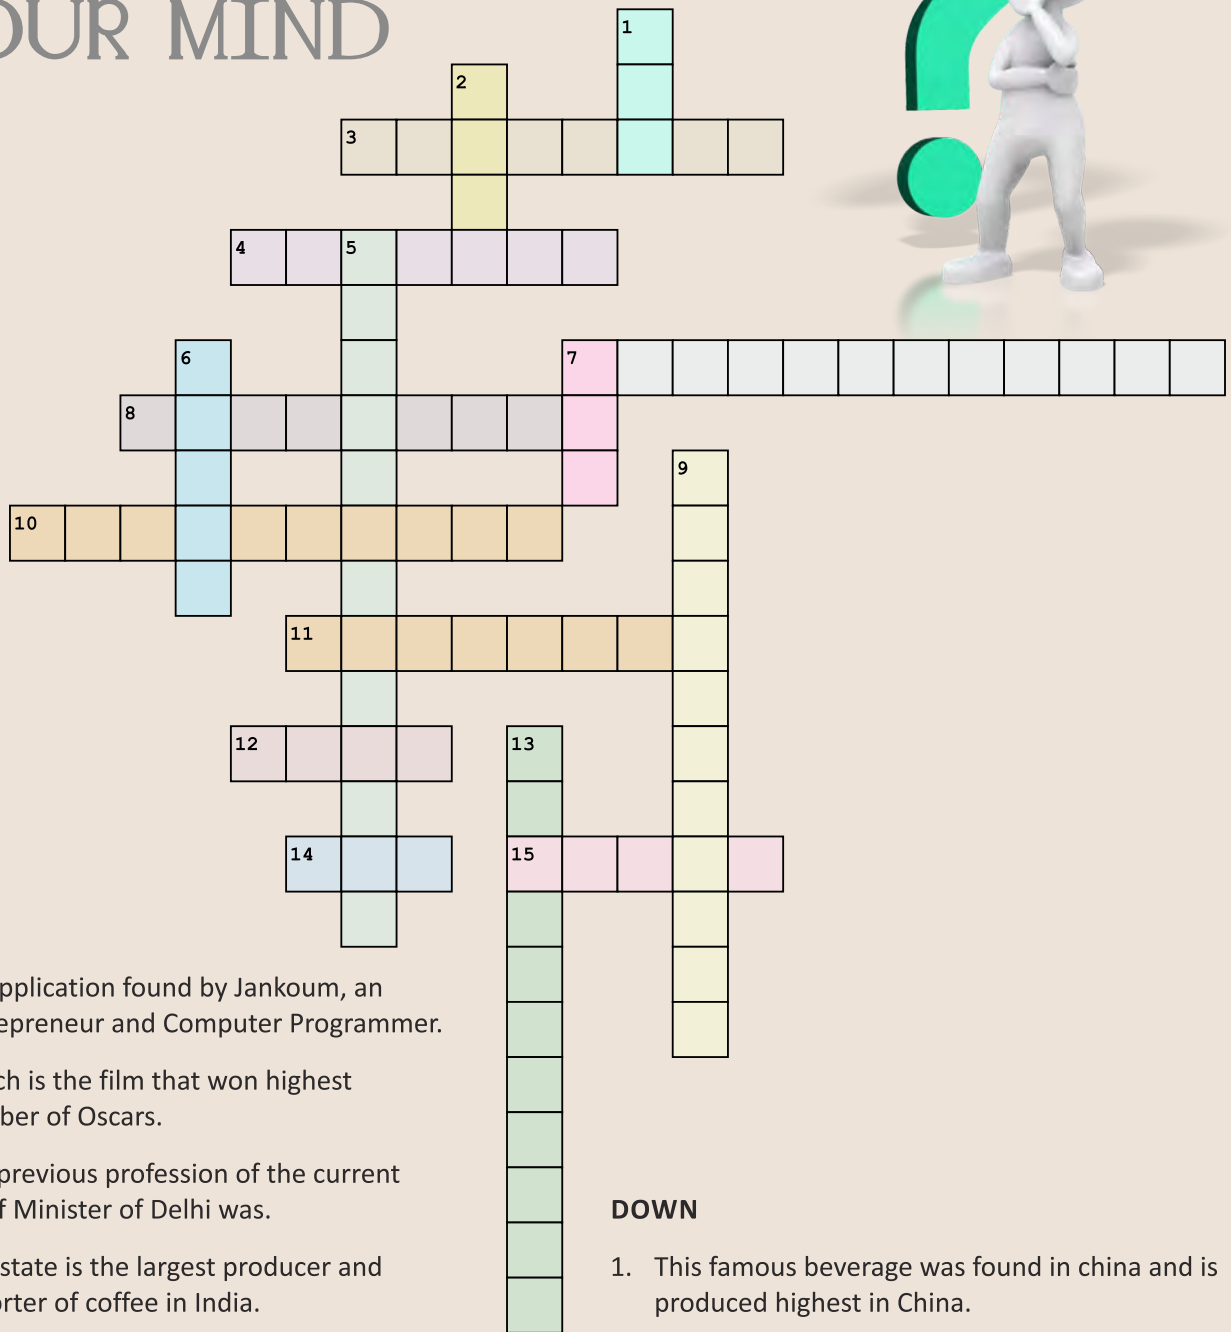 OUR MIND
1
2
3
4 5
6 7
8
9
10
11
12 13
14 15
pplication found by Jankoum, an
epreneur and Computer Programmer.
ch is the film that won highest
ber of Oscars.
previous profession of the current
f Minister of Delhi was.
state is the largest producer and
rter of coffee in India.
DOWN
1. This famous beverage was found in china and is
produced highest in China.